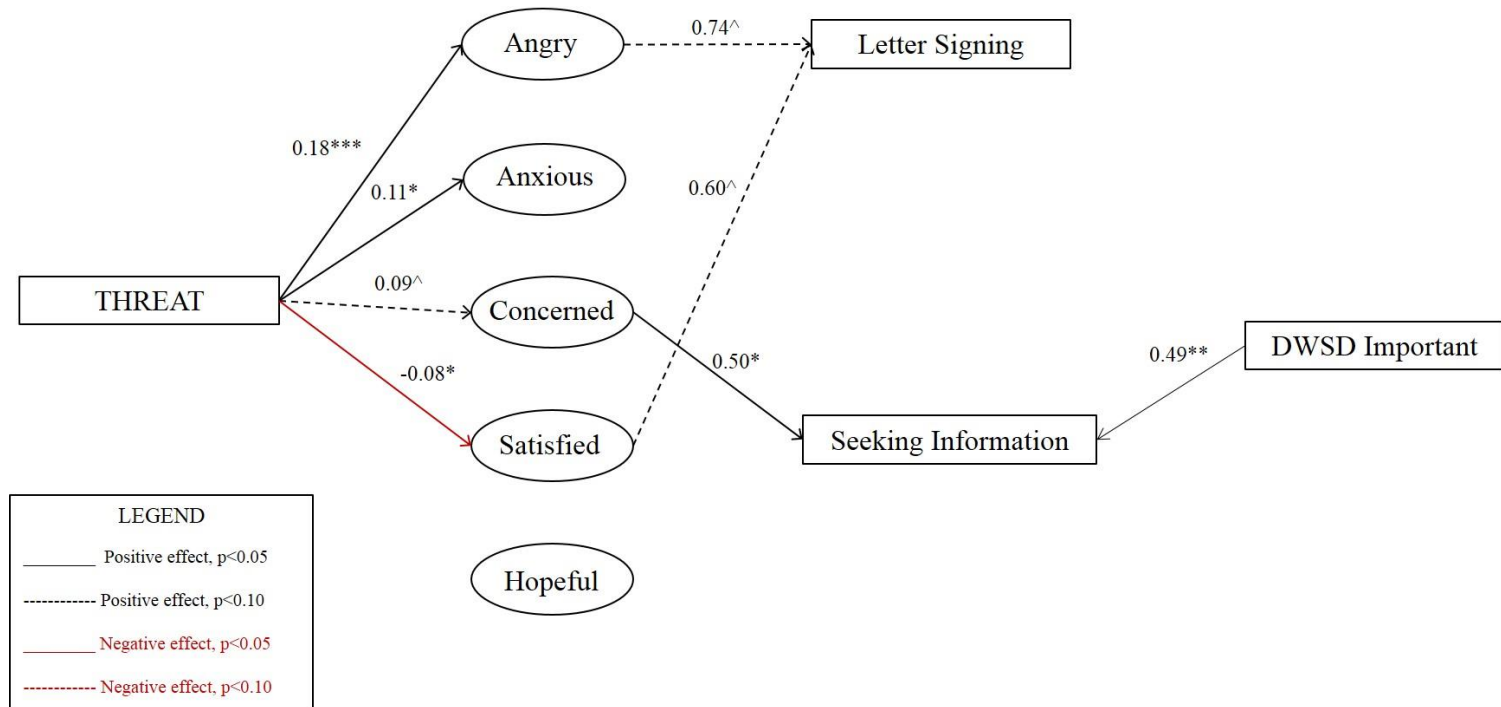 Angry
0.74^
Letter Signing
0.18***
Anxious
0.11*
0.60^
THREAT
0.09^
Concerned
0.50*
0.49**
DWSD Important
-0.08*
Satisfied
Seeking Information
Hopeful
LEGEND
Positive effect, p<0.05
Positive effect, p<0.10
Negative effect, p<0.05
Negative effect, p<0.10